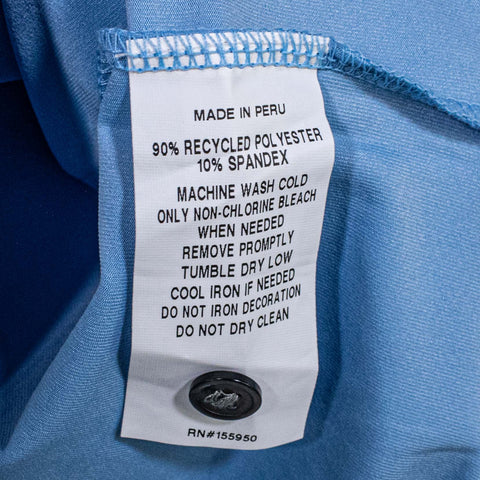 MADE IN PERU
90% RECYCLED POLYESTER
10% SPANDEX
MACHINE WASH COLD
ONLY NON-CHLORINE BLEACH
WHEN NEEDED
REMOVE PROMPTLY
TUMBLE DRY LOW
COOL IRON IF NEEDED
DO NOT IRON DECORATION
DO NOT DRY CLEAN
RN#155950